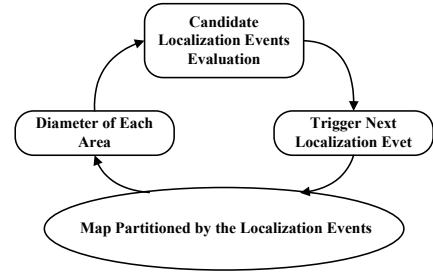 Candidate
Localization Events
Evaluation
Diameter of Each
Area
Trigger Next
Localization Evet
Map Partitioned by the Localization Events